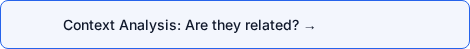 Context Analysis: Are they related? →